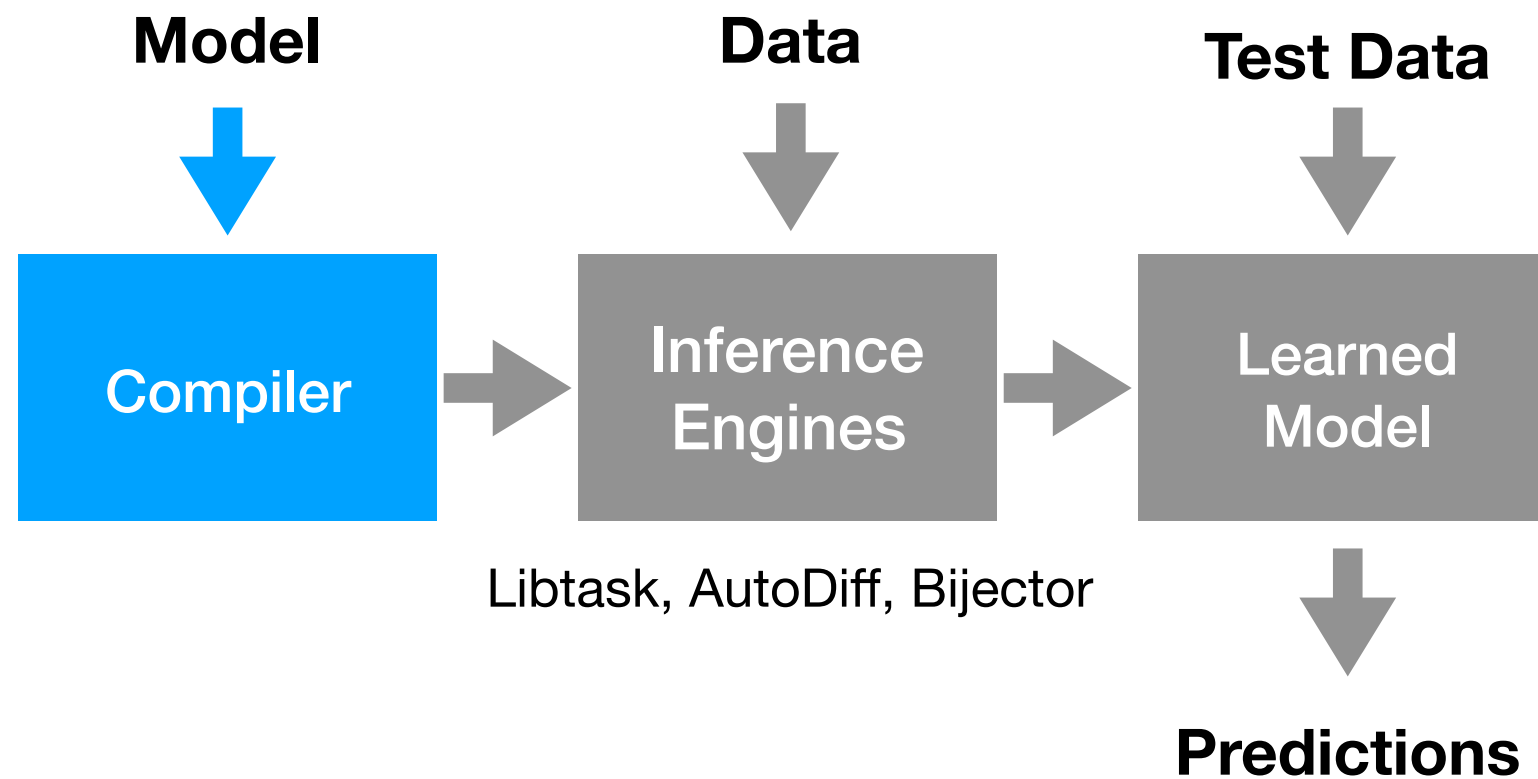 Model
Data
Test Data
Compiler
Inference
Engines
Learned
Model
Libtask, AutoDiff, Bijector
Predictions